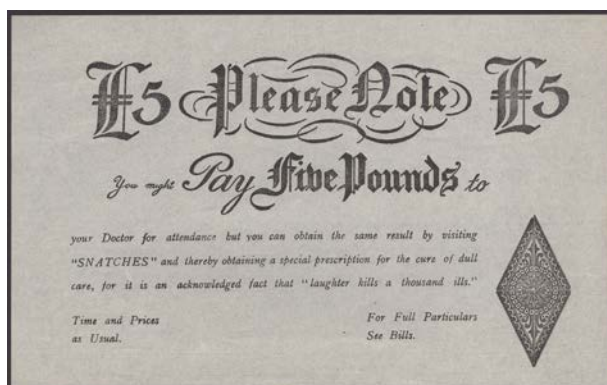 £5 Please Note £5
You might Pay Five Pounds to
your Doctor for attendance but you can obtain the same result by visiting
"SNATCHES" and thereby obtaining a special prescription for the cure of dull
care, for it is an acknowledged fact that "laughter kills a thousand ills."
Time and Prices
as Usual.
For Full Particulars
See Bills.